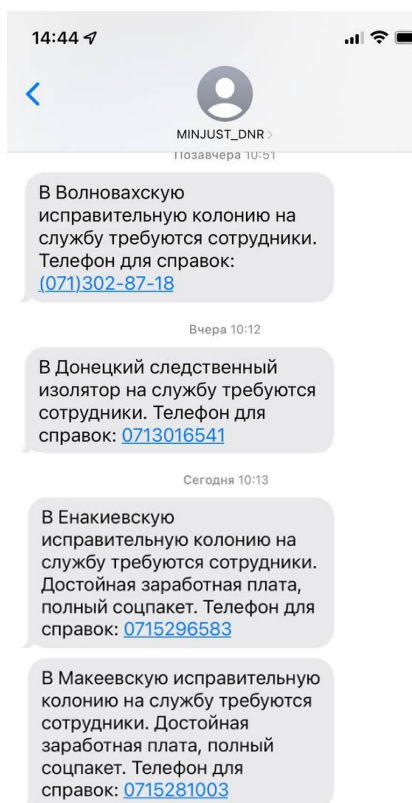 14:44
MINJUST_DNR
Позавчера 10:51
В Волновахскую
исправительную колонию на
службу требуются сотрудники.
Телефон для справок:
(071)302-87-18
Вчера 10:12
В Донецкий следственный
изолятор на службу требуются
сотрудники. Телефон для
справок: 0713016541
Сегодня 10:13
В Енакиевскую
исправительную колонию на
службу требуются сотрудники.
Достойная заработная плата,
полный соцпакет. Телефон для
справок: 0715296583
В Макеевскую исправительную
колонию на службу требуются
сотрудники. Достойная
заработная плата, полный
соцпакет. Телефон для
справок: 0715281003